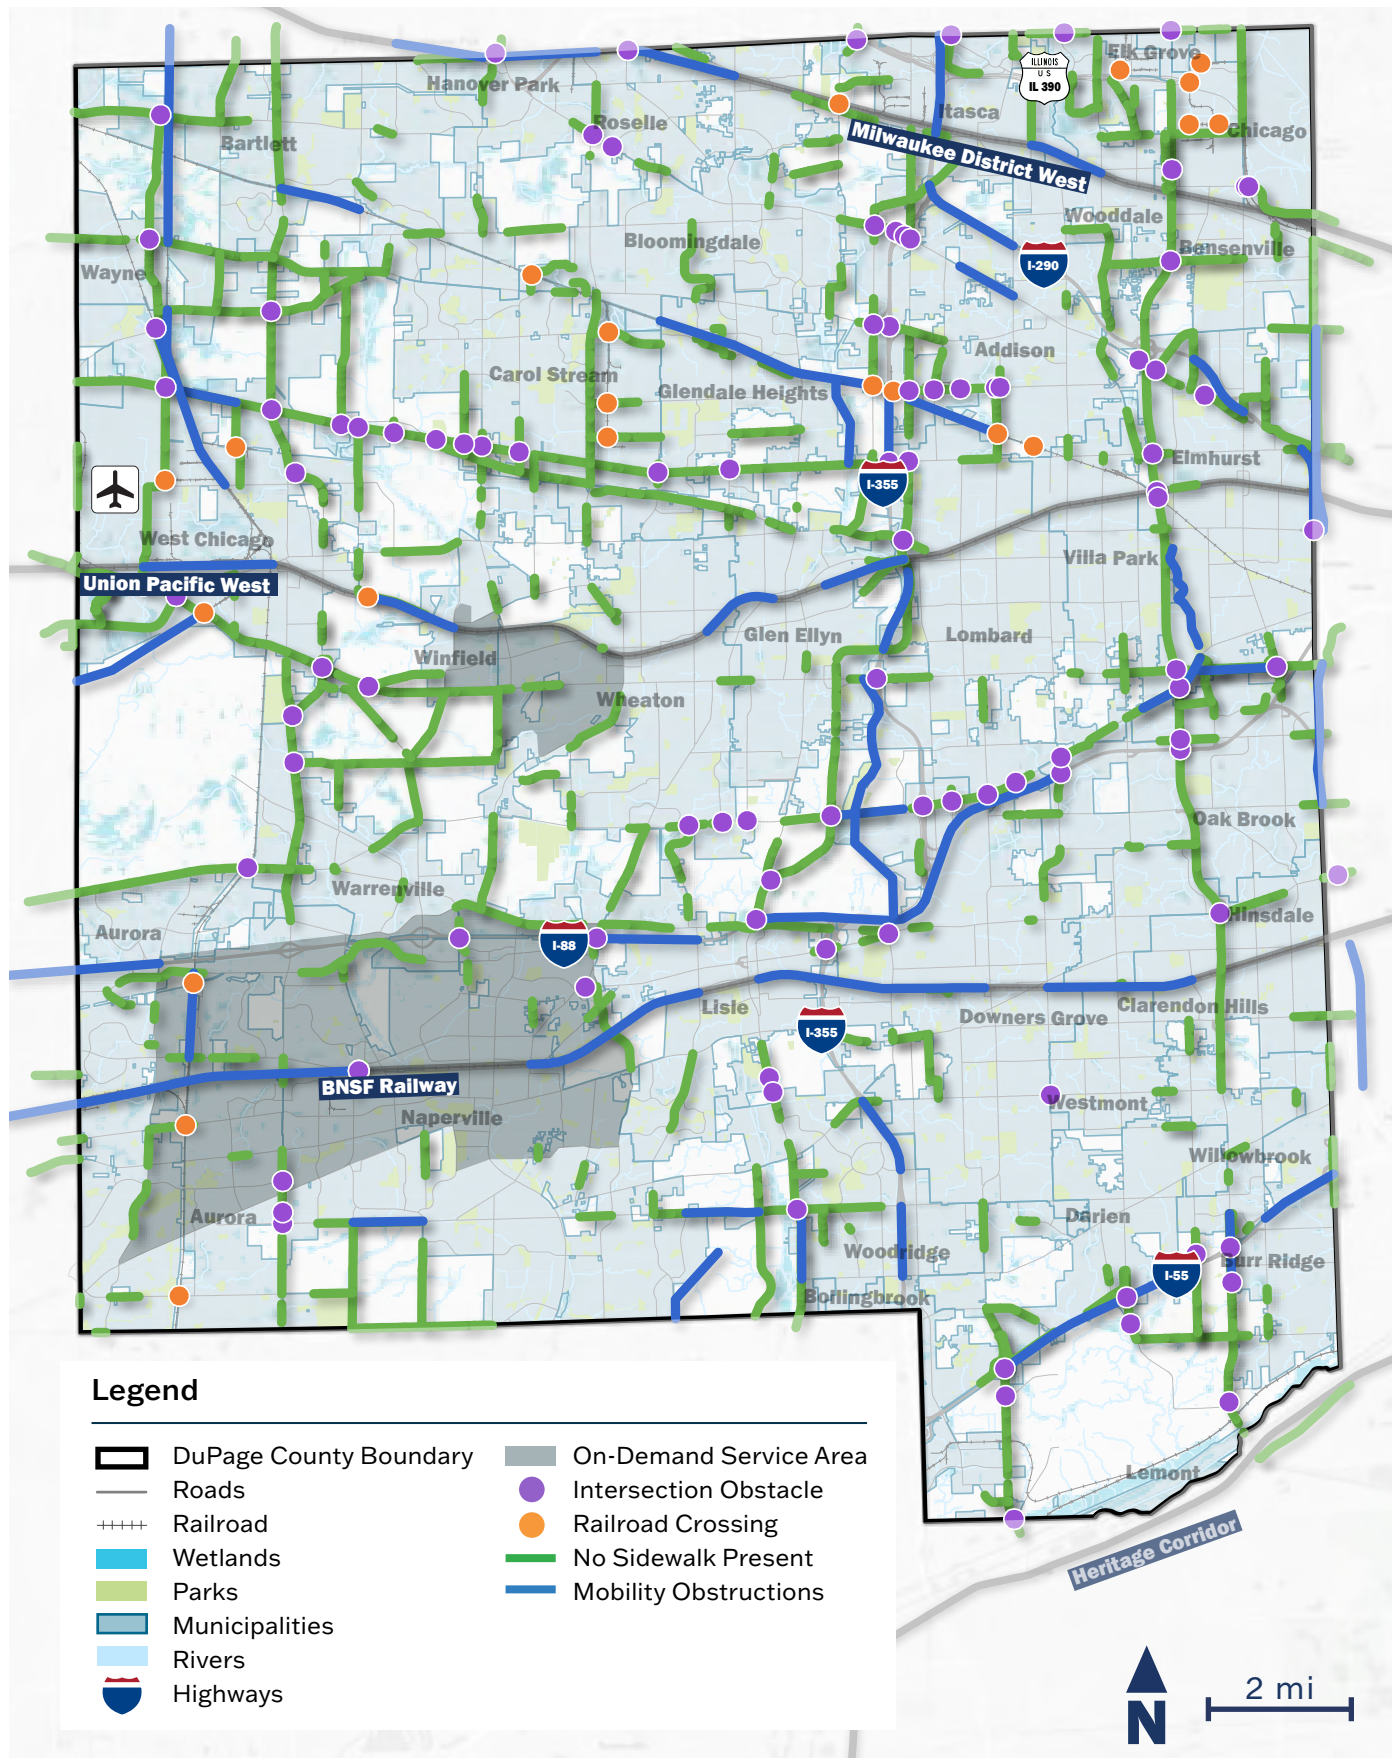 Elk Grove
Hanover Park
ILLINOIS
U S
IL 390
Itasca
Roselle
Chicago
Bartlett
Milwaukee District West
Wooddale
Bloomingdale
Bensenville
Wayne
I-290
Addison
Carol Stream
Glendale Heights
Elmhurst
I-355
West Chicago
Villa Park
Union Pacific West
Glen Ellyn
Lombard
Winfield
Wheaton
Oak Brook
Warrenville
Hinsdale
Aurora
I-88
Lisle
Clarendon Hills
Downers Grove
I-355
BNSF Railway
Westmont
Naperville
Willowbrook
Aurora
Darien
Woodridge
Burr Ridge
I-55
Bollingbrook
Legend
DuPage County Boundary
Roads
Railroad
Wetlands
Parks
Municipalities
Rivers
Highways
On-Demand Service Area
Intersection Obstacle
Railroad Crossing
No Sidewalk Present
Mobility Obstructions
Lemont
Heritage Corridor
N
2 mi